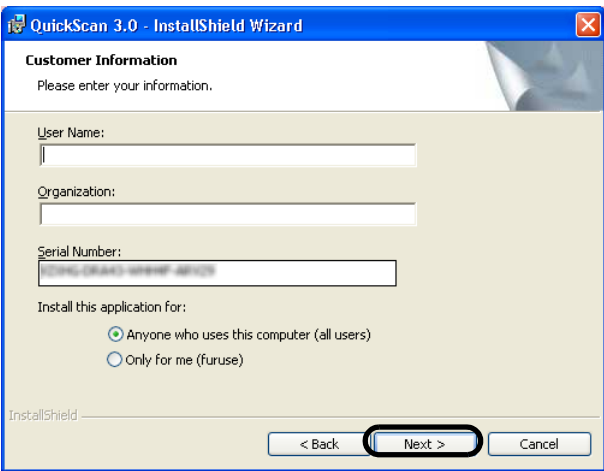 QuickScan 3.0 - InstallShield Wizard
Customer Information
Please enter your information.
User Name:
Organization:
Serial Number:
Install this application for:
Anyone who uses this computer (all users)
Only for me (furuse)
InstallShield
< Back
Next >
Cancel